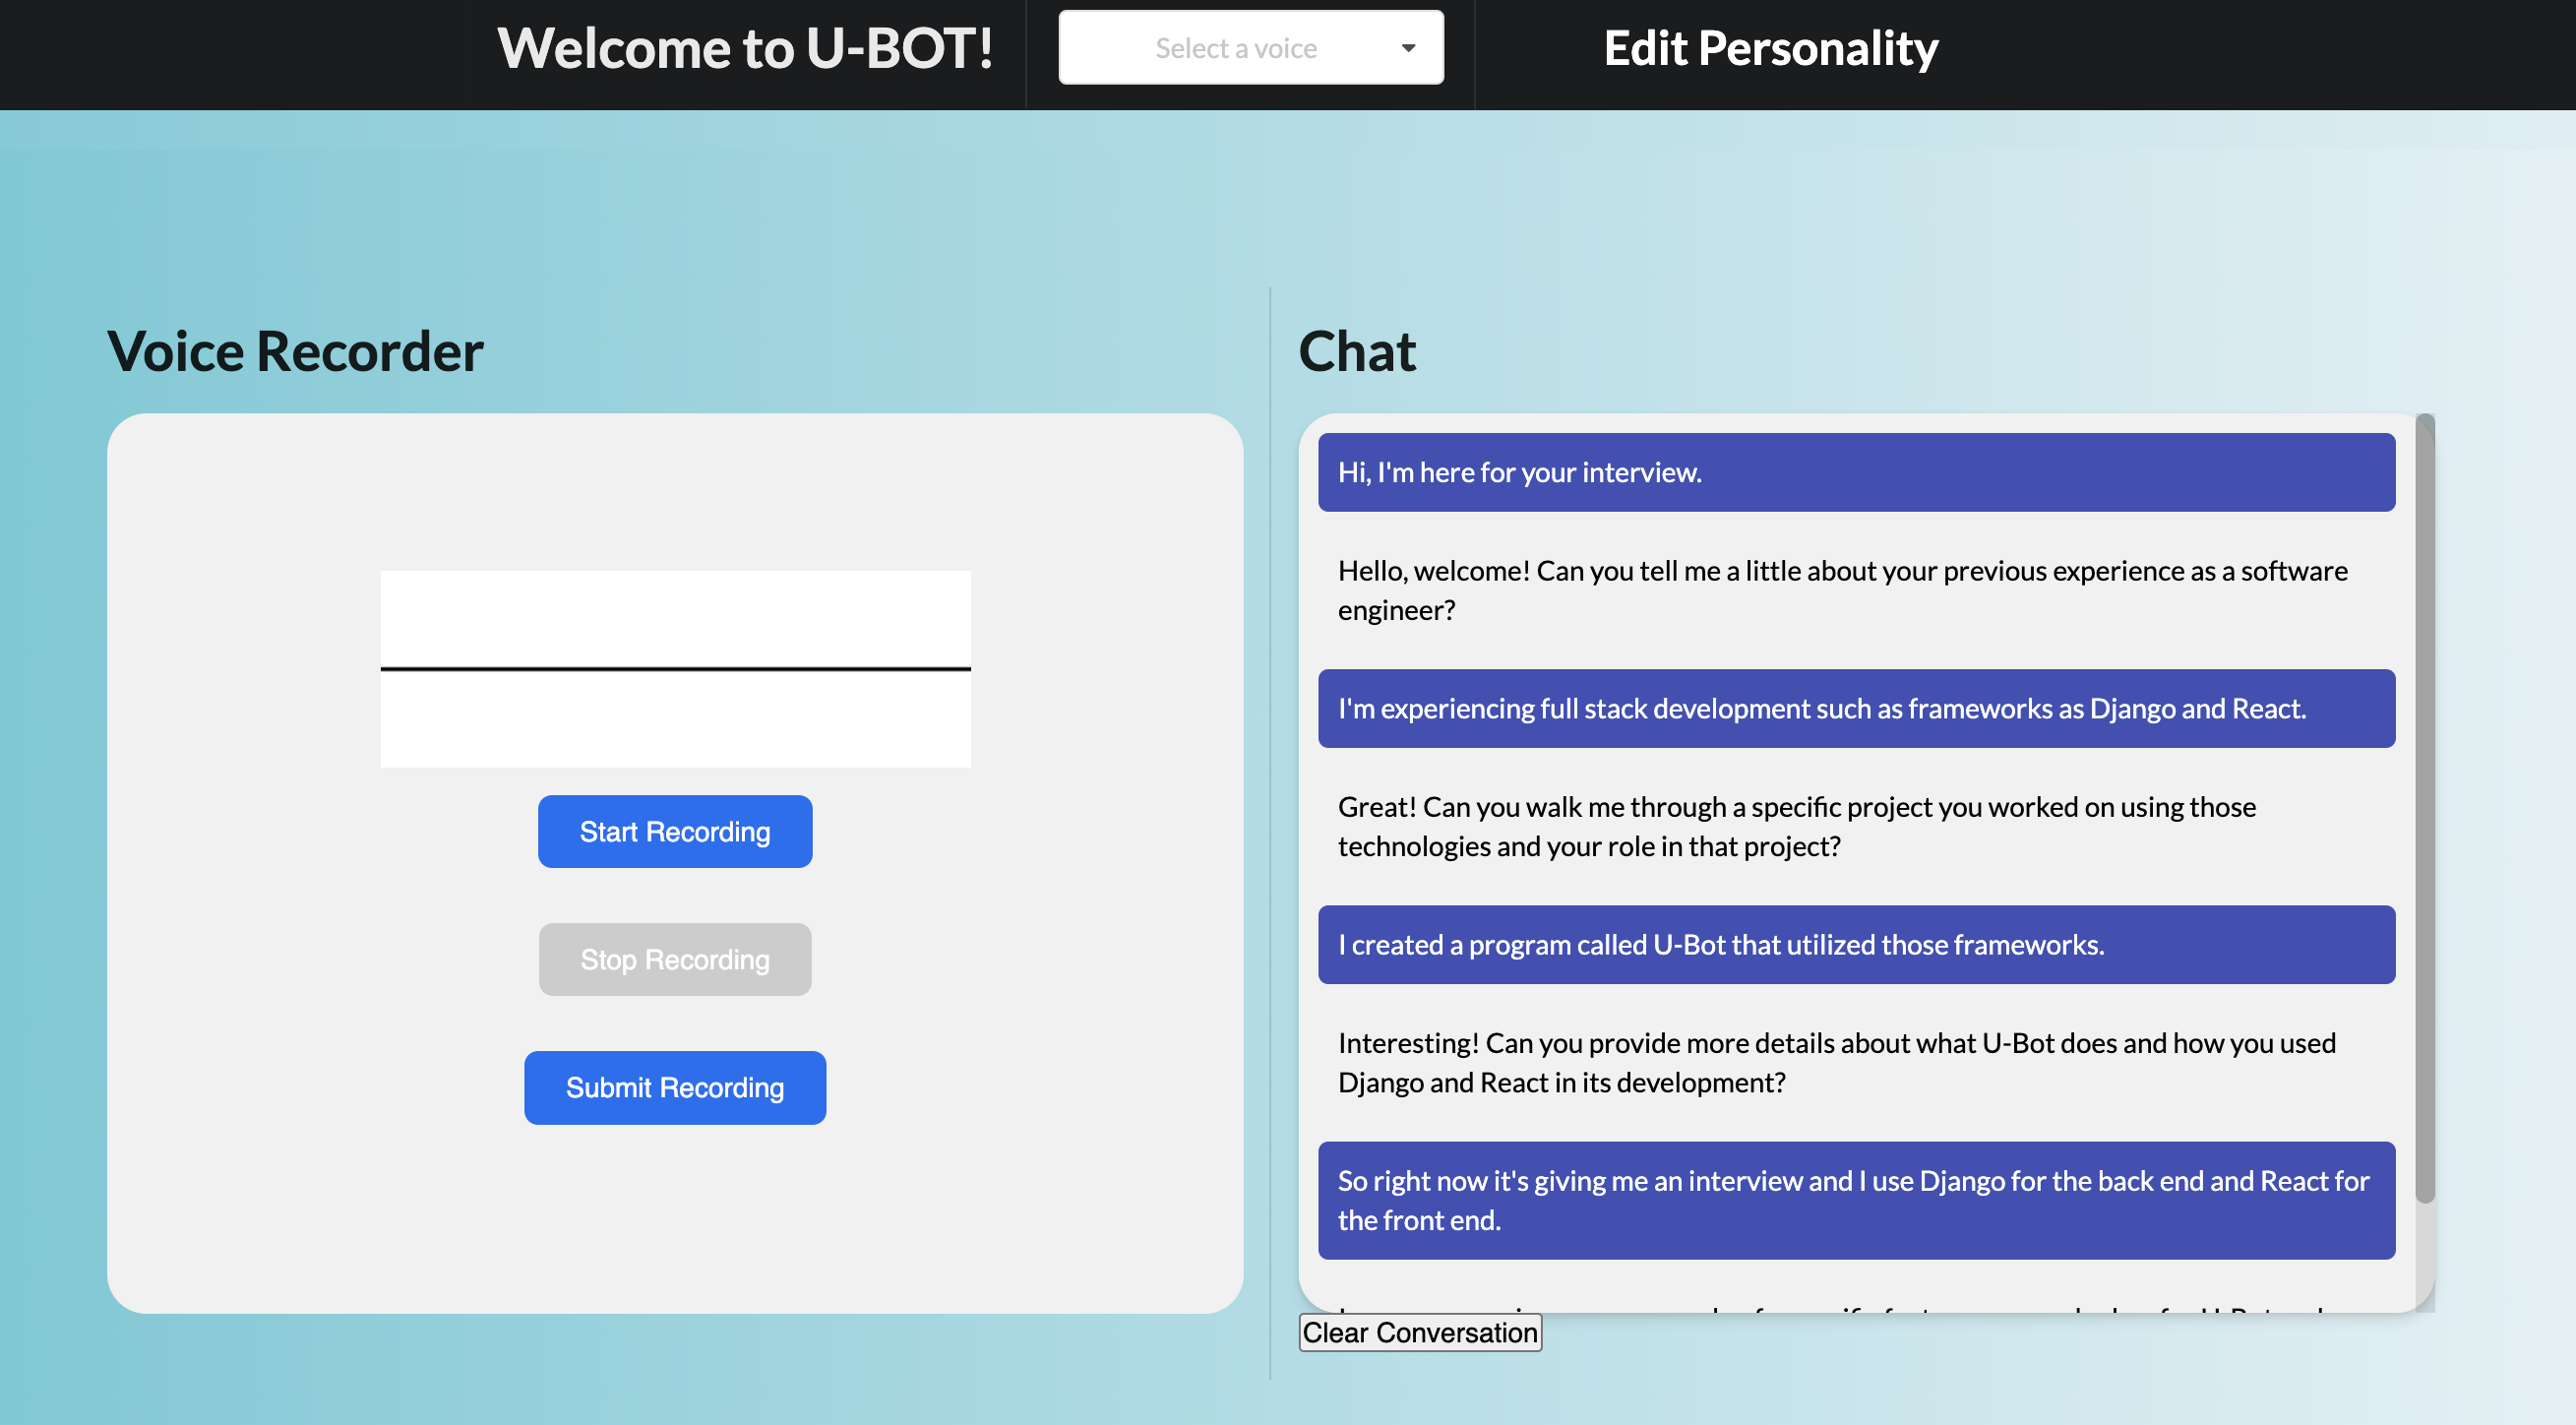 Welcome to U-BOT!
Select a voice
Edit Personality
Voice Recorder
Start Recording
Stop Recording
Submit Recording
Chat
Hi, I'm here for your interview.
Hello, welcome! Can you tell me a little about your previous experience as a software
engineer?
I'm experiencing full stack development such as frameworks as Django and React.
Great! Can you walk me through a specific project you worked on using those
technologies and your role in that project?
I created a program called U-Bot that utilized those frameworks.
Interesting! Can you provide more details about what U-Bot does and how you used
Django and React in its development?
So right now it's giving me an interview and I use Django for the back end and React for
the front end.
Clear Conversation